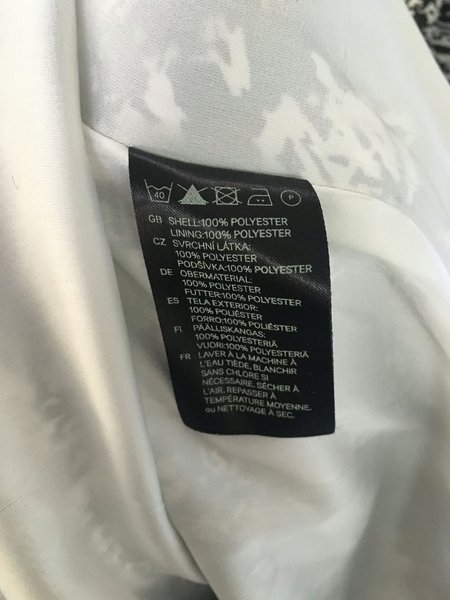 40 P
GB SHELL:100% POLYESTER
LINING:100% POLYESTER
CZ SVRCHNÍ LÁTKA:
100% POLYESTER
PODŠÍVKA:100% POLYESTER
DE OBERMATERIAL:
100% POLYESTER
FUTTER:100% POLYESTER
ES TELA EXTERIOR:
100% POLIÉSTER
FORRO:100% POLIÉSTER
FI PÄÄLLISKANGAS:
100% POLYESTERIÄ
VUORI:100% POLYESTERIÄ
FR LAVER À LA MACHINE À
L'EAU TIÈDE, BLANCHIR
SANS CHLORE SI
NÉCESSAIRE, SÉCHER À
L'AIR, REPASSER À
TEMPÉRATURE MOYENNE,
ou NETTOYAGE À SEC.